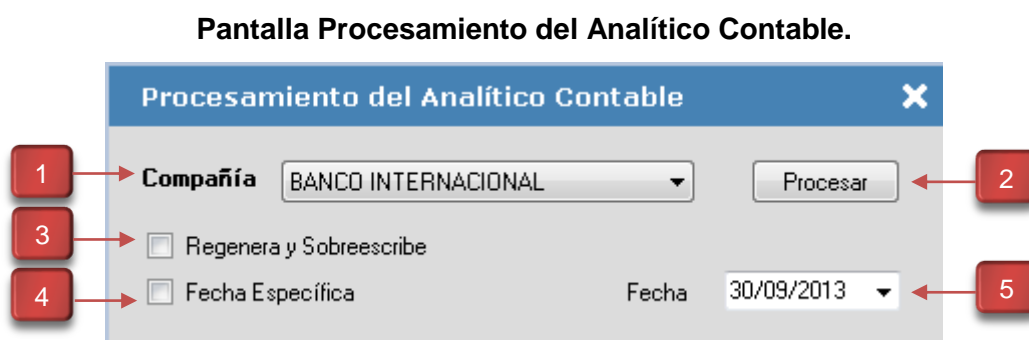 Pantalla Procesamiento del Analítico Contable.
Procesamiento del Analítico Contable
1 Compañía BANCO INTERNACIONAL Procesar 2
3 Regenera y Sobreescribe
4 Fecha Específica Fecha 30/09/2013 5